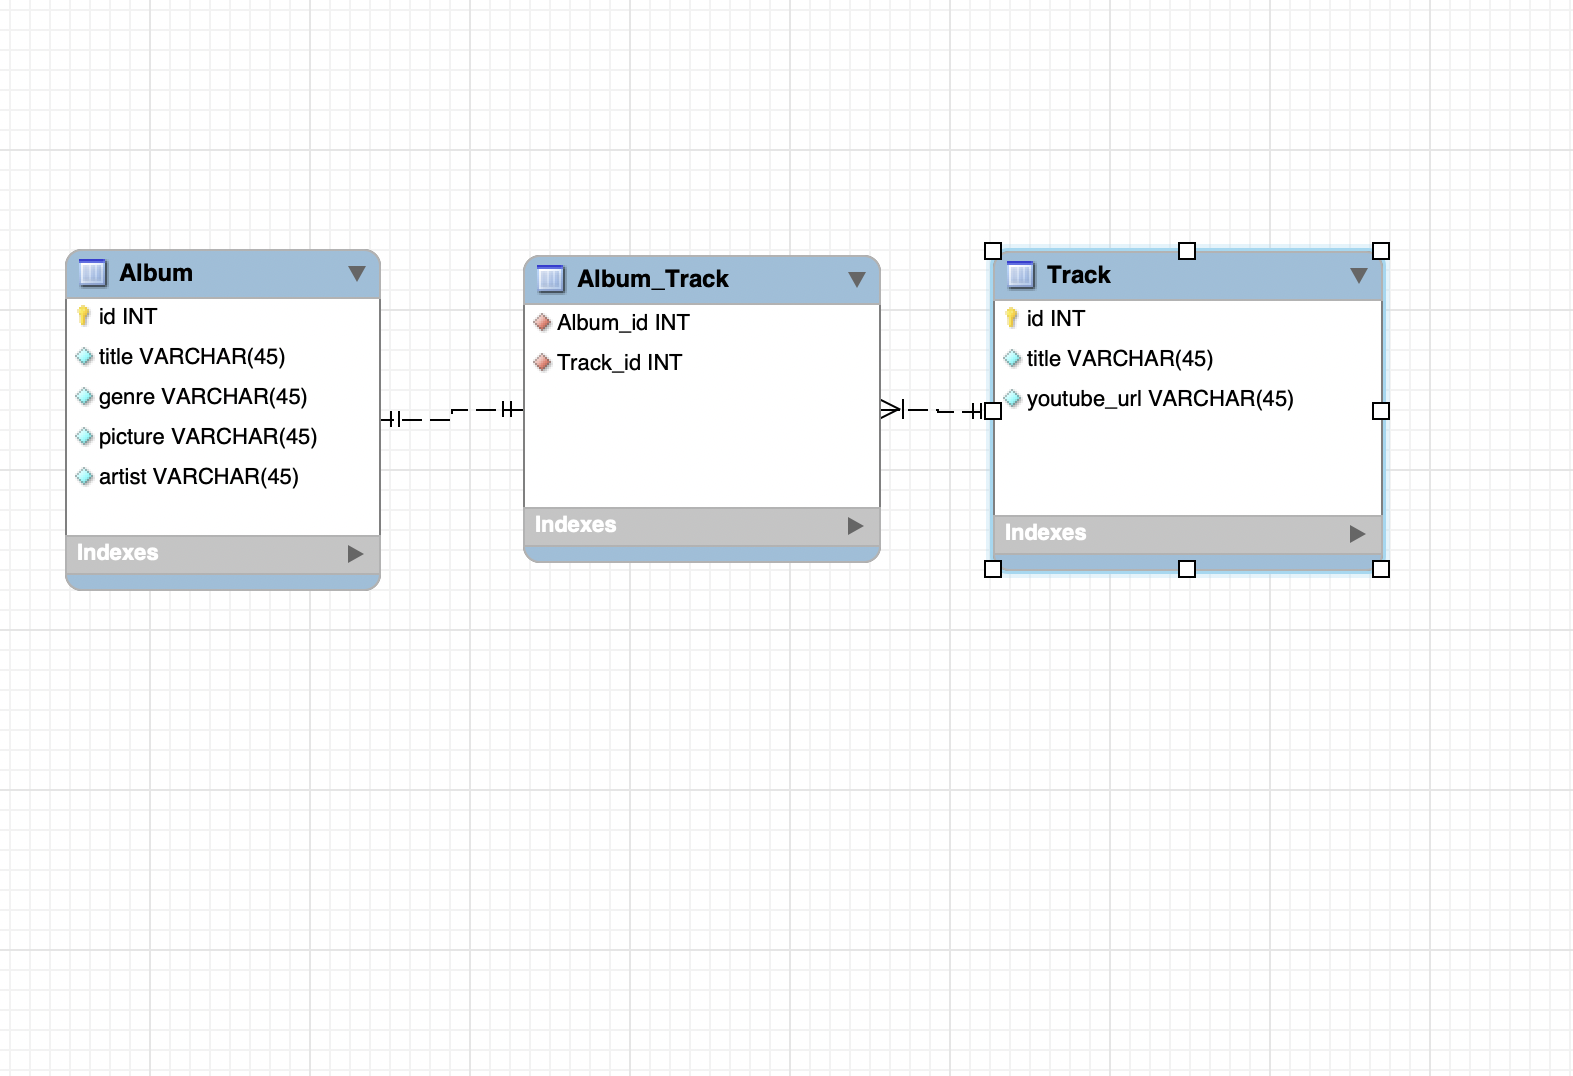 Album
id INT
title VARCHAR(45)
genre VARCHAR(45)
picture VARCHAR(45)
artist VARCHAR(45)
Indexes
Album_Track
Album_id INT
Track_id INT
Indexes
Track
id INT
title VARCHAR(45)
youtube_url VARCHAR(45)
Indexes